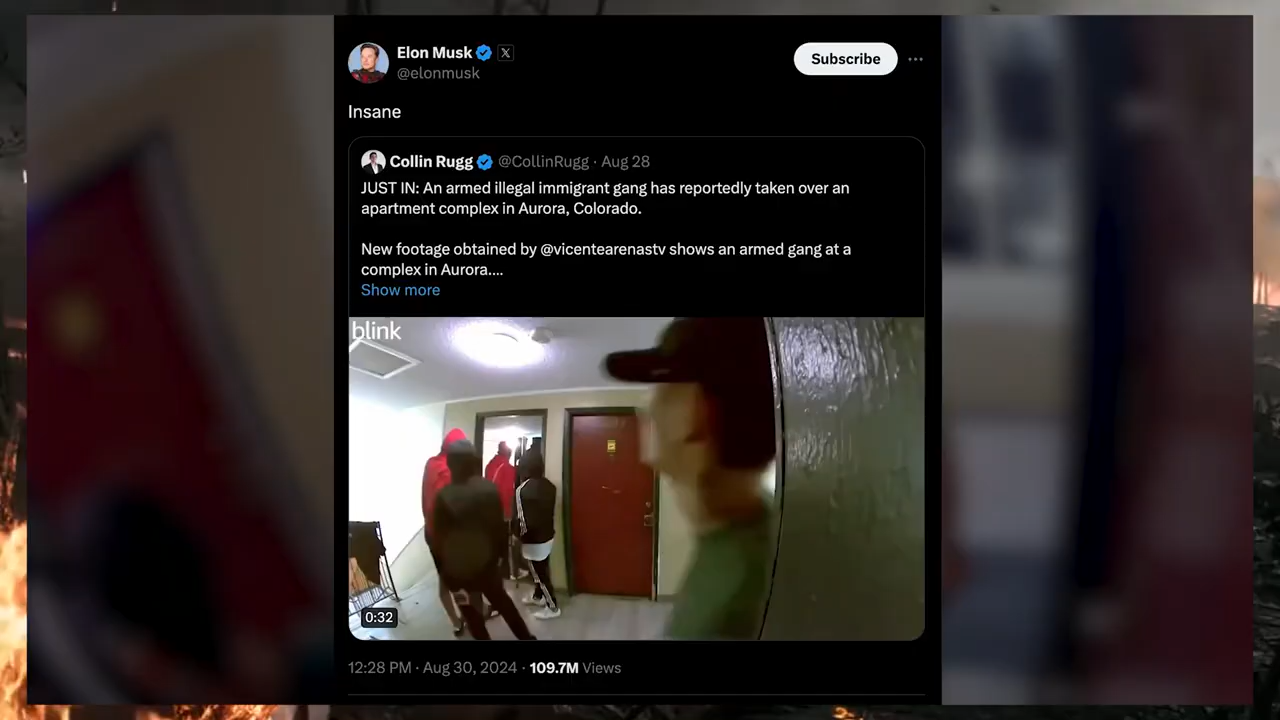 Elon Musk
@elonmusk
Subscribe
Insane
Collin Rugg @CollinRugg · Aug 28
JUST IN: An armed illegal immigrant gang has reportedly taken over an
apartment complex in Aurora, Colorado.
New footage obtained by @vicentearenastv shows an armed gang at a
complex in Aurora....
Show more
blink
0:32
12:28 PM · Aug 30, 2024 · 109.7M Views